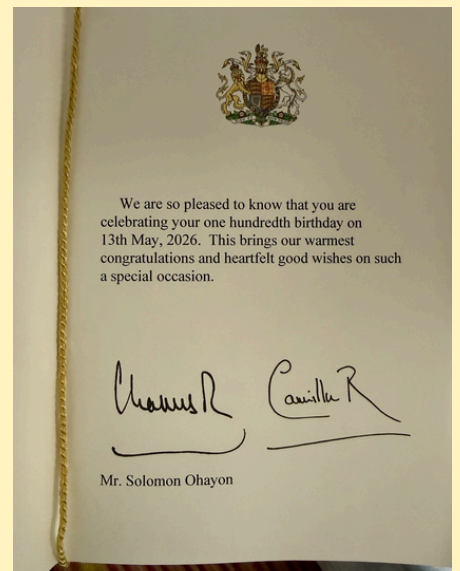 We are so pleased to know that you are
celebrating your one hundredth birthday on
13th May, 2026.  This brings our warmest
congratulations and heartfelt good wishes on such
a special occasion.
Charles R Camilla R
Mr. Solomon Ohayon